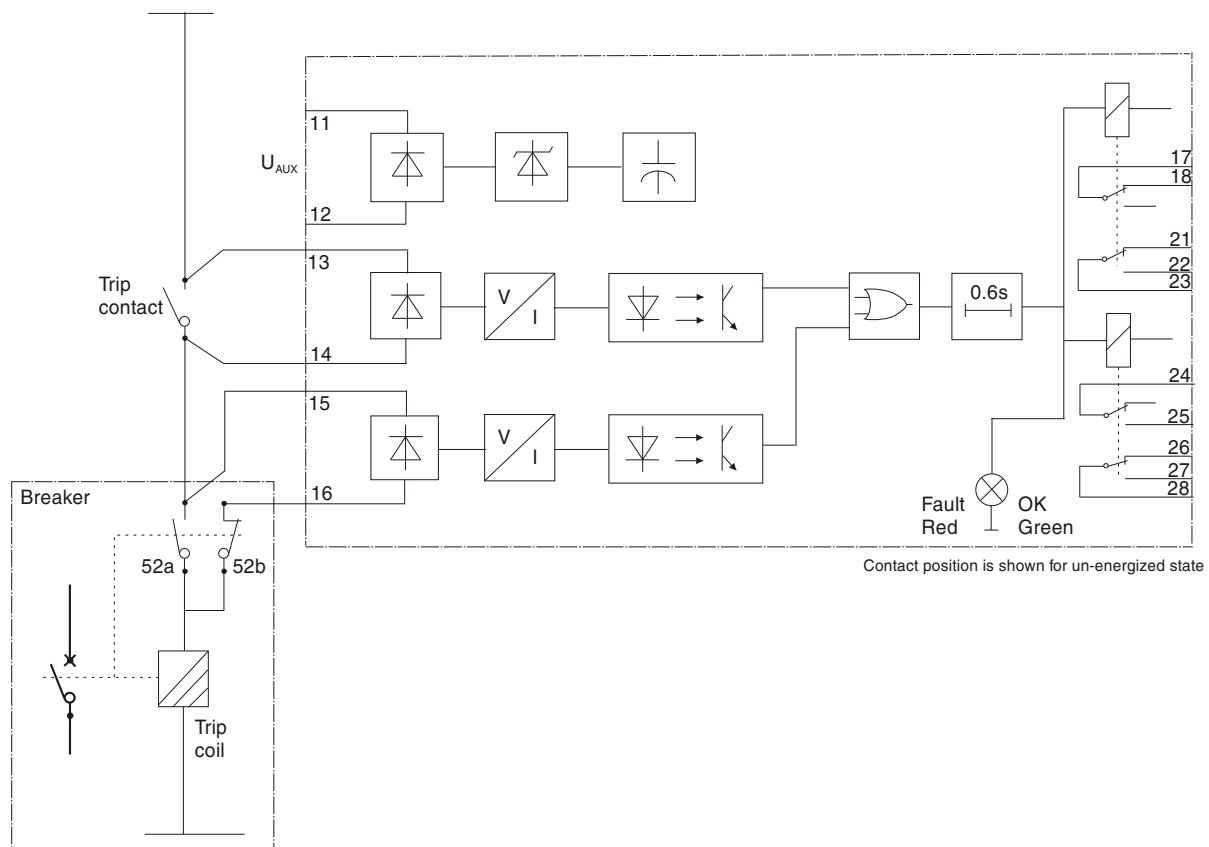 11
U_AUX
12
13
Trip
contact
14
15
16
V
I
V
I
0.6s
17
18
21
22
23
24
25
26
27
28
Fault
Red
OK
Green
Contact position is shown for un-energized state
Breaker
52a
52b
Trip
coil